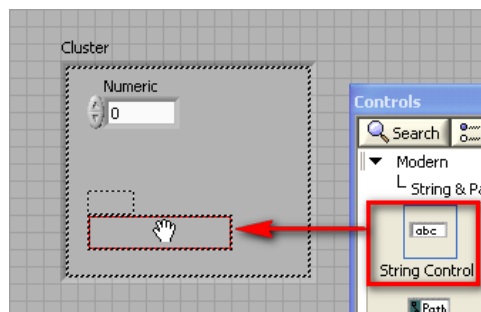 Cluster
Numeric
0
Controls
Search
Modern
String & Pa
abc
String Control
Path